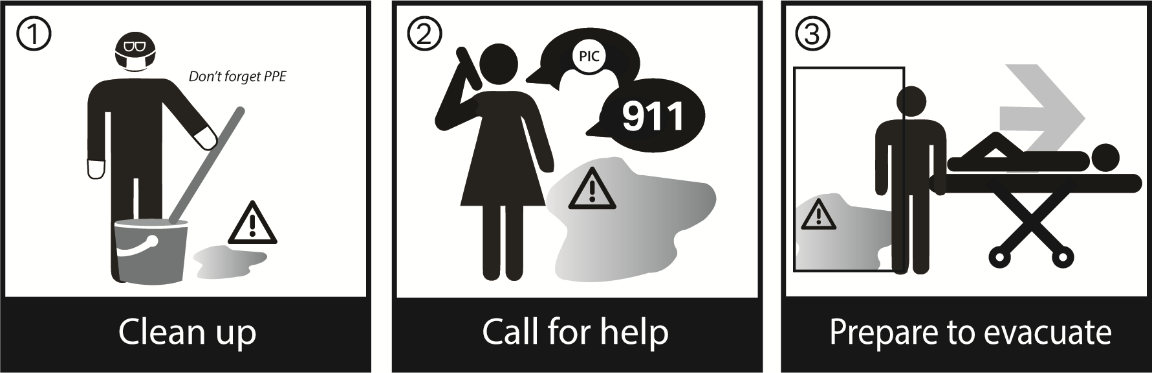 1
Don't forget PPE
Clean up
2
PIC
911
!
Call for help
3
!
Prepare to evacuate